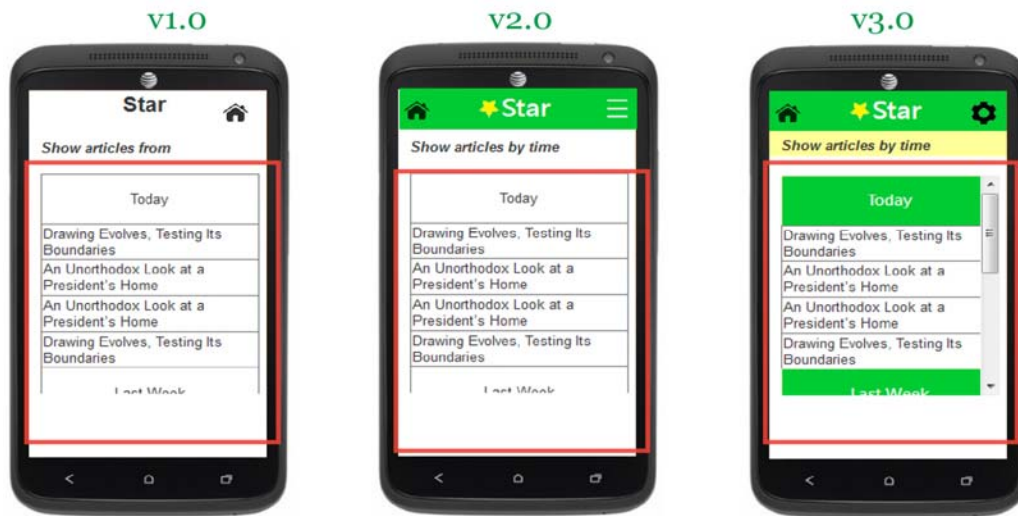 v1.0
Star
Show articles from
Today
Drawing Evolves, Testing Its
Boundaries
An Unorthodox Look at a
President's Home
An Unorthodox Look at a
President's Home
Drawing Evolves, Testing Its
Boundaries
Last Week
v2.0
Star
Show articles by time
Today
Drawing Evolves, Testing Its
Boundaries
An Unorthodox Look at a
President's Home
An Unorthodox Look at a
President's Home
Drawing Evolves, Testing Its
Boundaries
Last Week
v3.0
Star
Show articles by time
Today
Drawing Evolves, Testing Its
Boundaries
An Unorthodox Look at a
President's Home
An Unorthodox Look at a
President's Home
Drawing Evolves, Testing Its
Boundaries
Last Week